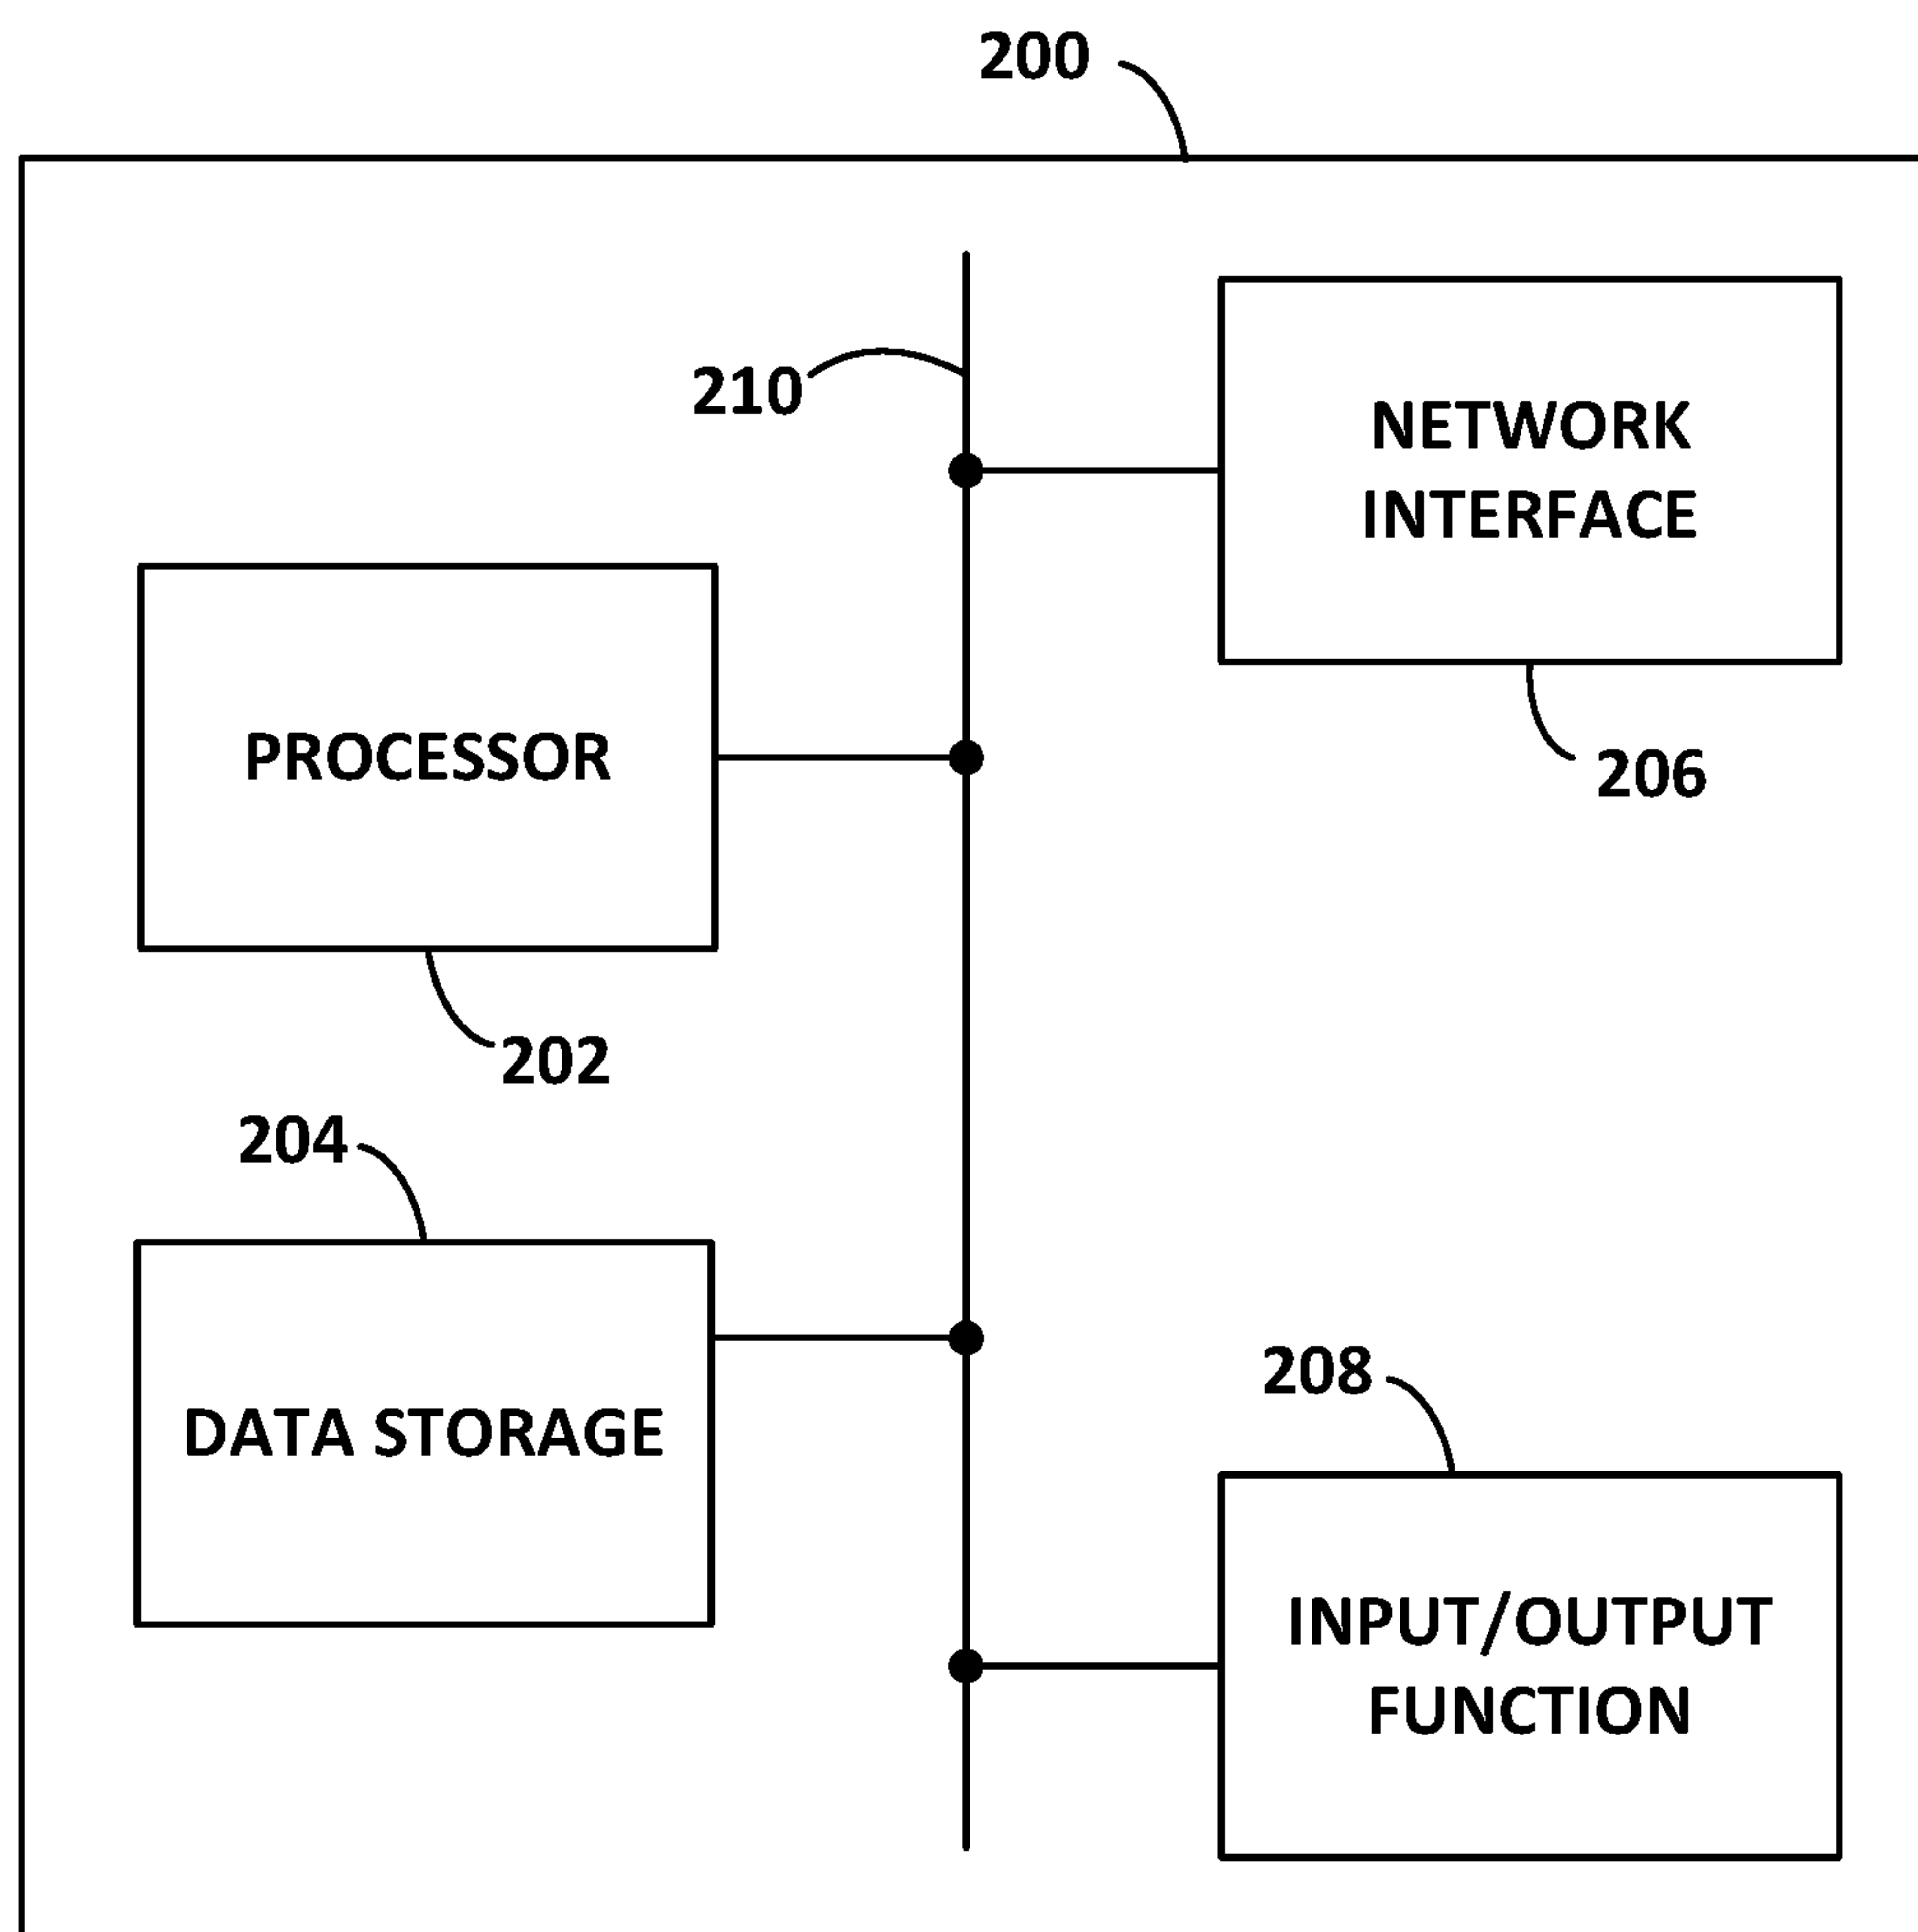 200
210
NETWORK
INTERFACE
206
PROCESSOR
202
204
DATA STORAGE
208
INPUT/OUTPUT
FUNCTION